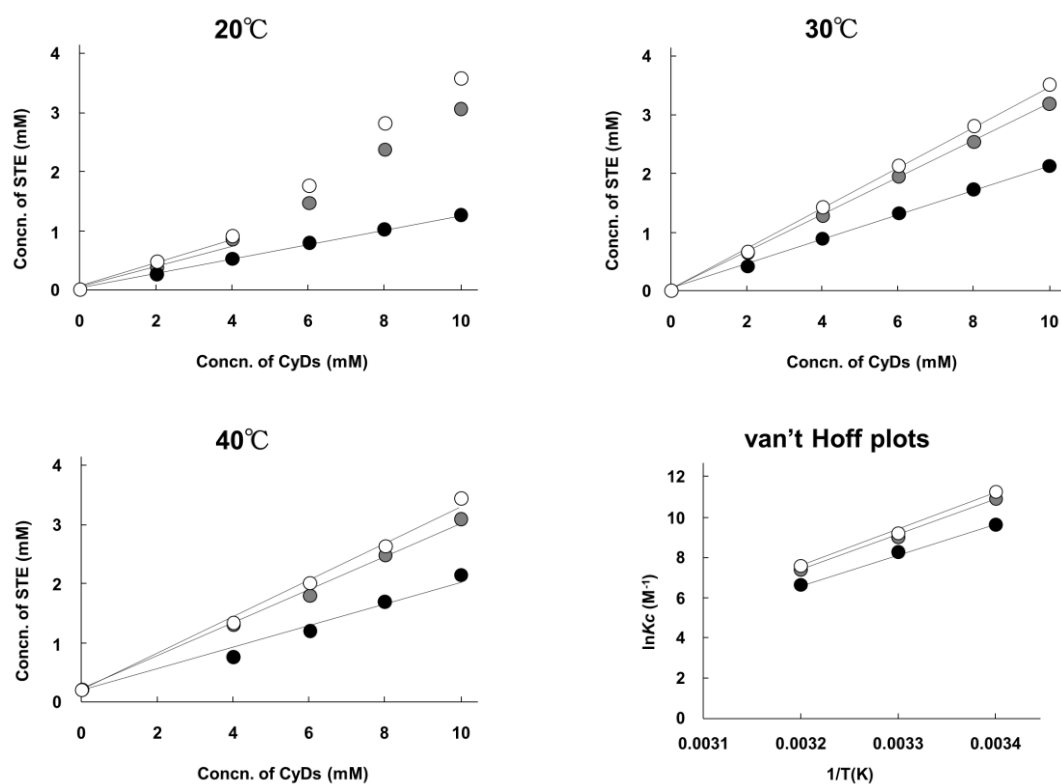 20℃
4
3
2
1
0
0 2 4 6 8 10
Concn. of STE (mM)
Concn. of CyDs (mM)
30℃
4
3
2
1
0
0 2 4 6 8 10
Concn. of STE (mM)
Concn. of CyDs (mM)
40℃
4
3
2
1
0
0 2 4 6 8 10
Concn. of STE (mM)
Concn. of CyDs (mM)
van't Hoff plots
12
10
8
6
4
2
0
0.0031 0.0032 0.0033 0.0034
lnKc (M⁻¹)
1/T(K)